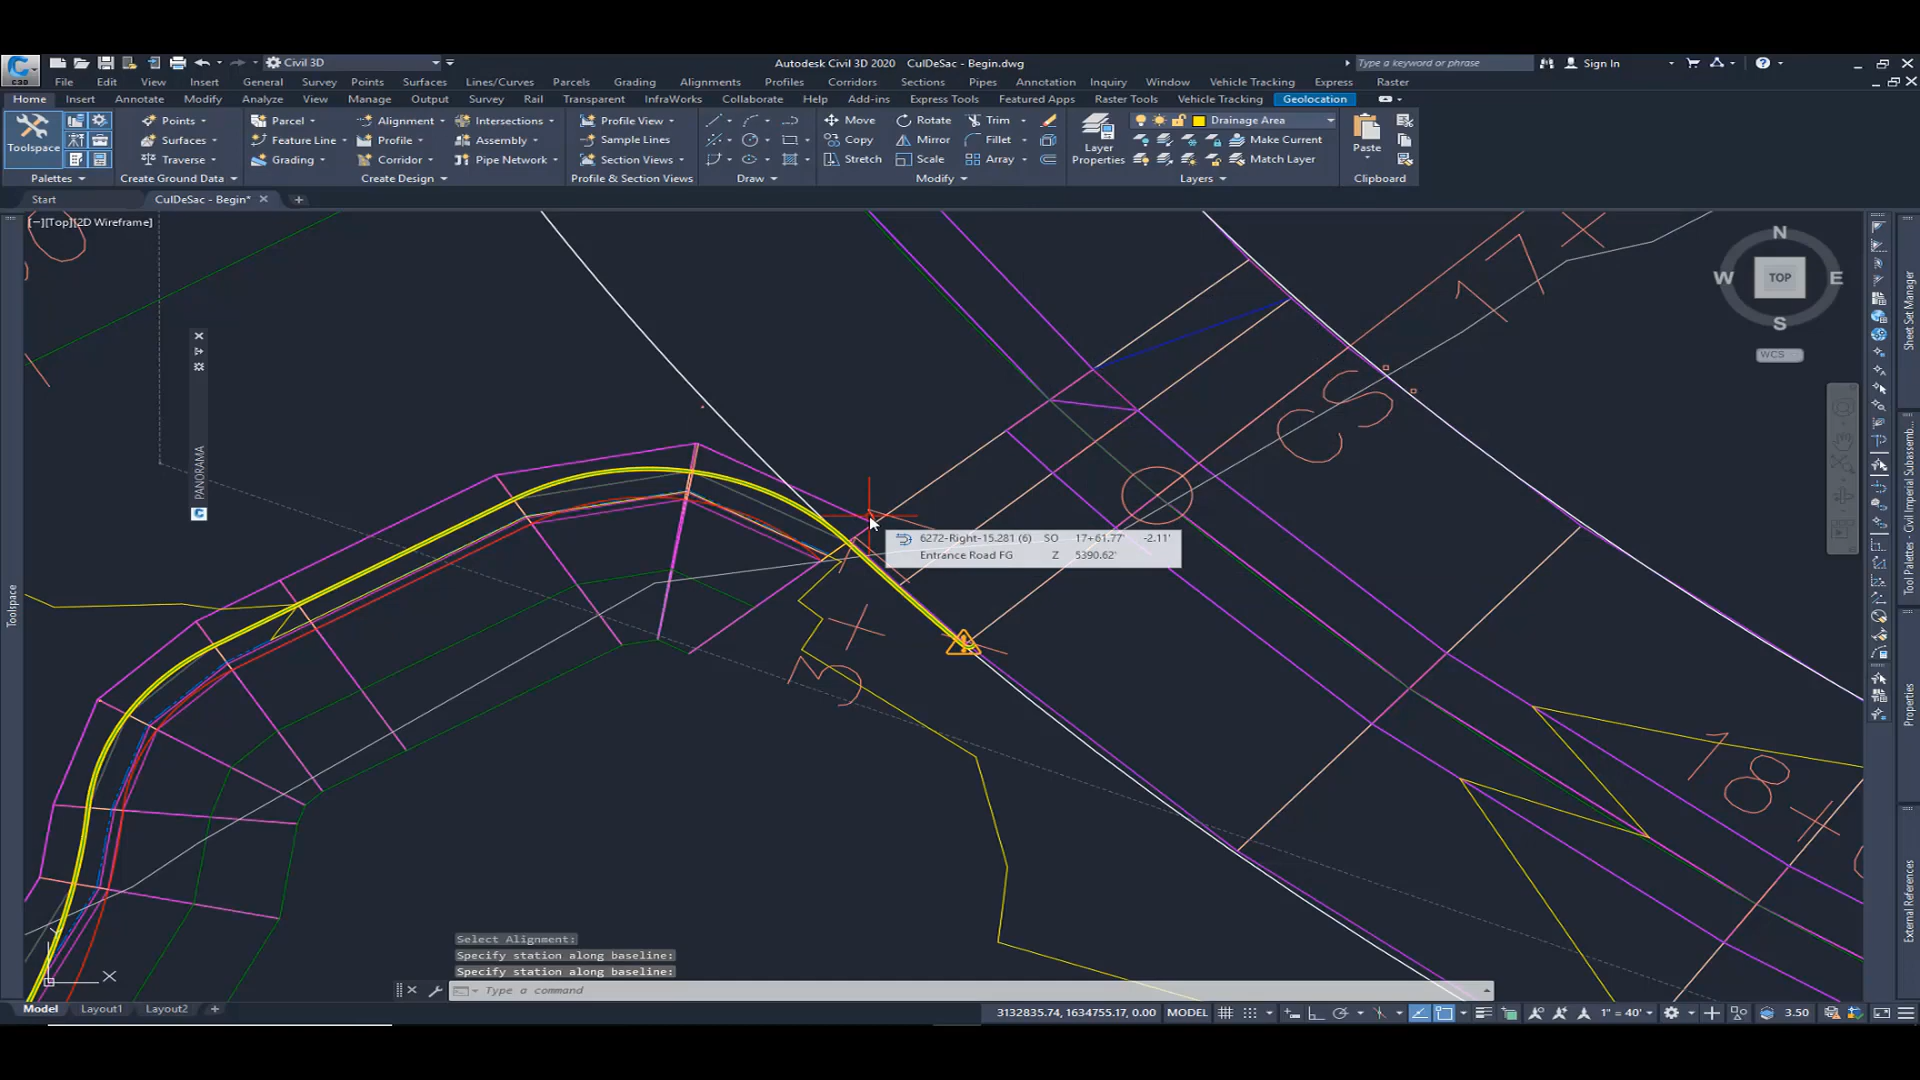 Civil 3D
Autodesk Civil 3D 2020 CulDeSac - Begin.dwg
Type a keyword or phrase
Sign In
C3D
File Edit View Insert General Survey Points Surfaces Lines/Curves Parcels Grading Alignments Profiles Corridors Sections Pipes Annotation Inquiry Window Vehicle Tracking Express Raster
Home Insert Annotate Modify Analyze View Manage Output Survey Rail Transparent InfraWorks Collaborate Help Add-ins Express Tools Featured Apps Raster Tools Vehicle Tracking Geolocation
Points Parcel Alignment Intersections Profile View Move Rotate Trim Drainage Area
Toolspace Surfaces Feature Line Profile Assembly Sample Lines Copy Mirror Fillet Layer Properties Make Current Paste
Traverse Grading Corridor Pipe Network Section Views Stretch Scale Array Match Layer
Palettes Create Ground Data Create Design Profile & Section Views Draw Modify Layers Clipboard
Start CulDeSac - Begin*
[−][Top][2D Wireframe]
N
W TOP E
S
WCS
17+
CS
PANORAMA
6272-Right-15.281 (6) SO 17+61.77' -2.11'
Entrance Road FG Z 5390.62'
18+
Toolspace
Sheet Set Manager
Tool Palettes - Civil Imperial Subassemb...
Properties
External References
Select Alignment:
Specify station along baseline:
Specify station along baseline:
Type a command
Y
X
Model Layout1 Layout2
3132835.74, 1634755.17, 0.00 MODEL 1" = 40' 3.50